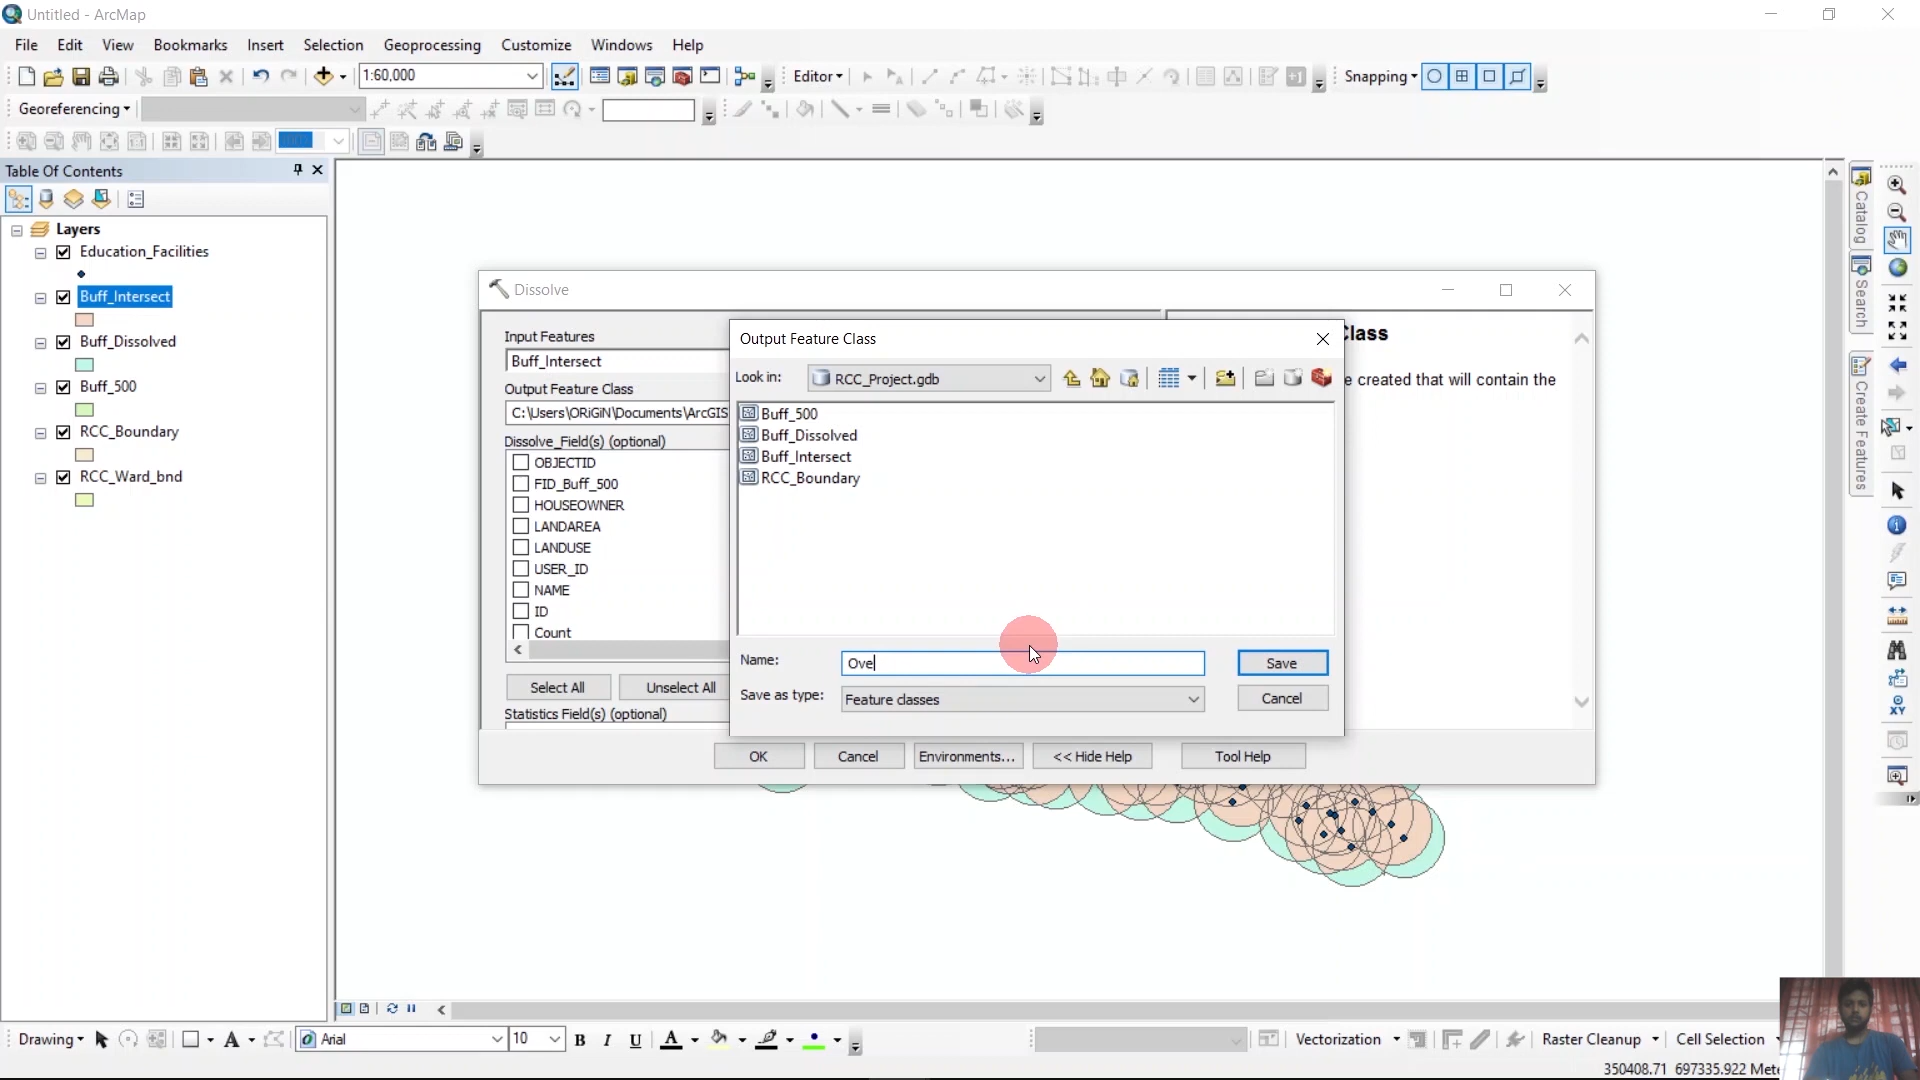 Untitled - ArcMap
File Edit View Bookmarks Insert Selection Geoprocessing Customize Windows Help
1:60,000 Editor Snapping
Georeferencing
Table Of Contents
Layers
Education_Facilities
Buff_Intersect
Buff_Dissolved
Buff_500
RCC_Boundary
RCC_Ward_bnd
Dissolve
Input Features
Buff_Intersect
Output Feature Class
C:\Users\ORiGiN\Documents\ArcGIS
Dissolve_Field(s) (optional)
OBJECTID
FID_Buff_500
HOUSEOWNER
LANDAREA
LANDUSE
USER_ID
NAME
ID
Count
Select All Unselect All
Statistics Field(s) (optional)
OK Cancel Environments... << Hide Help Tool Help
Class
e created that will contain the
Output Feature Class
Look in: RCC_Project.gdb
Buff_500
Buff_Dissolved
Buff_Intersect
RCC_Boundary
Name: Ove Save
Save as type: Feature classes Cancel
Catalog
Search
Create Features
XY
Drawing A Arial 10 B I U A Vectorization Raster Cleanup Cell Selection
350408.71 697335.922 Mete